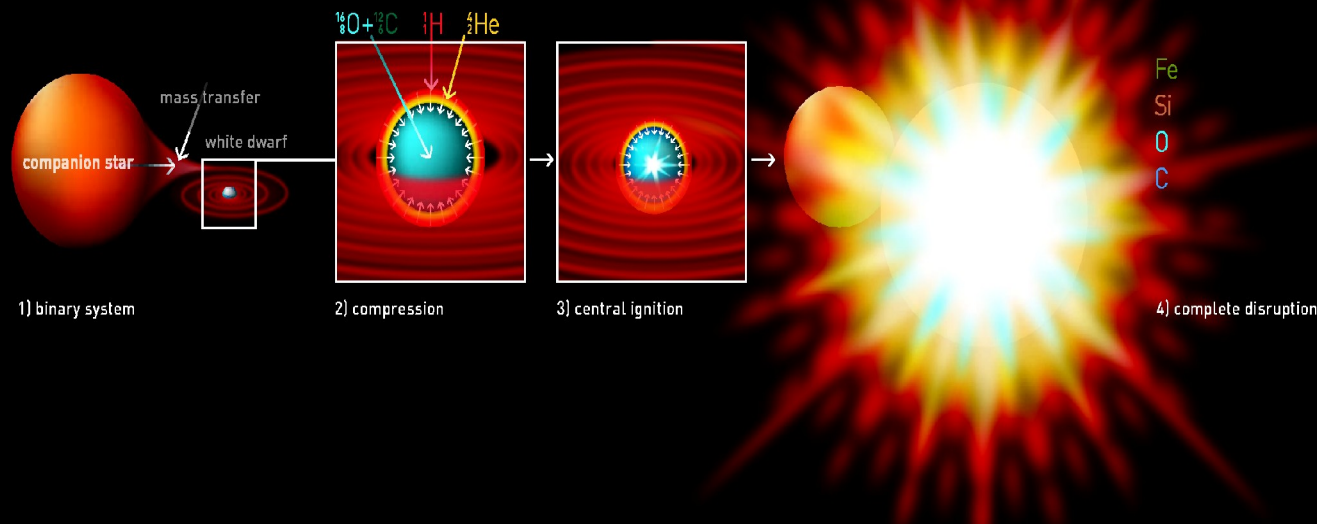 ¹⁶₈O+¹²₆C ¹₁H ⁴₂He
mass transfer
white dwarf
companion star
Fe
Si
O
C
1) binary system
2) compression
3) central ignition
4) complete disruption